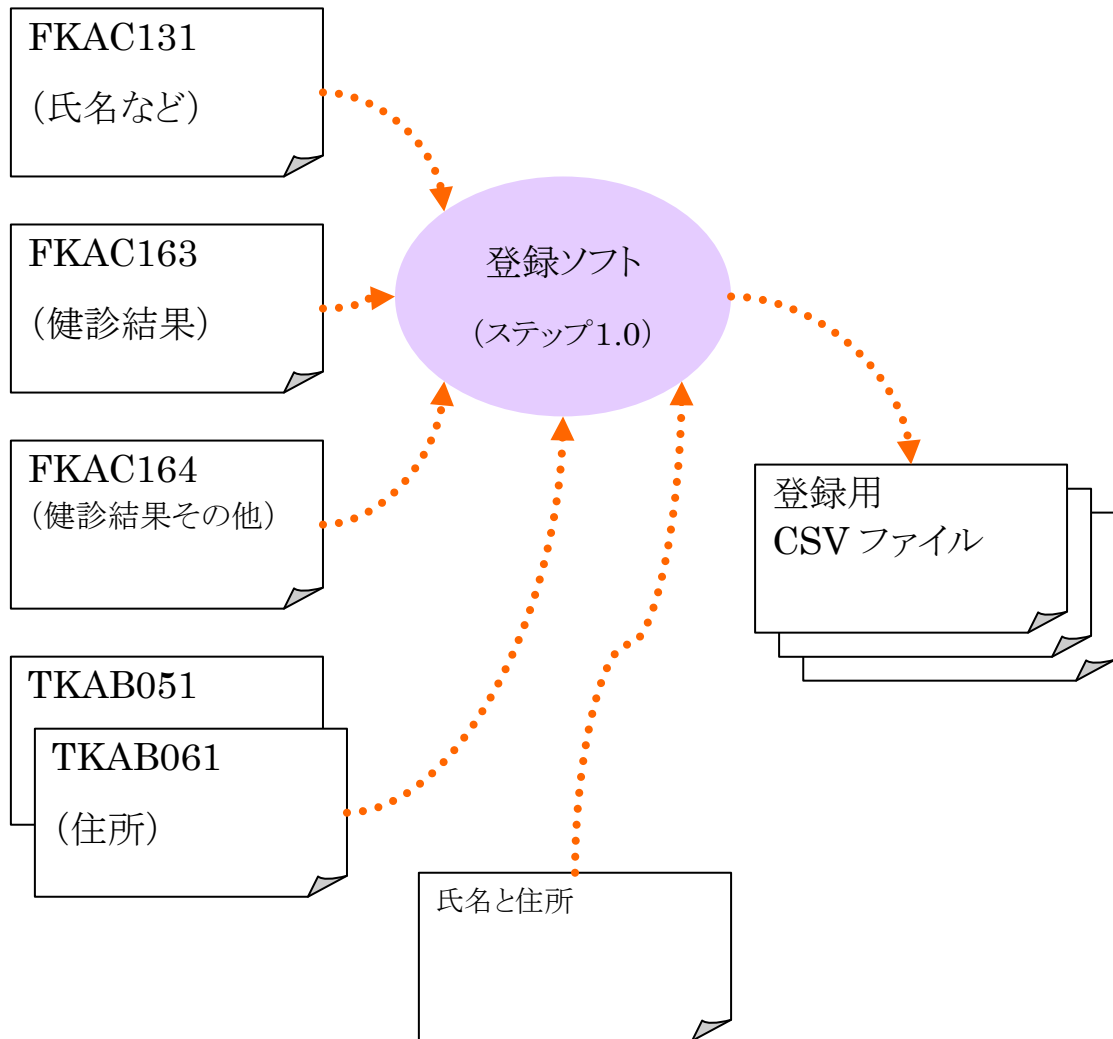 FKAC131
（氏名など）
FKAC163
（健診結果）
FKAC164
（健診結果その他）
TKAB051
TKAB061
（住所）
登録ソフト
（ステップ１.０）
氏名と住所
登録用
CSV ファイル